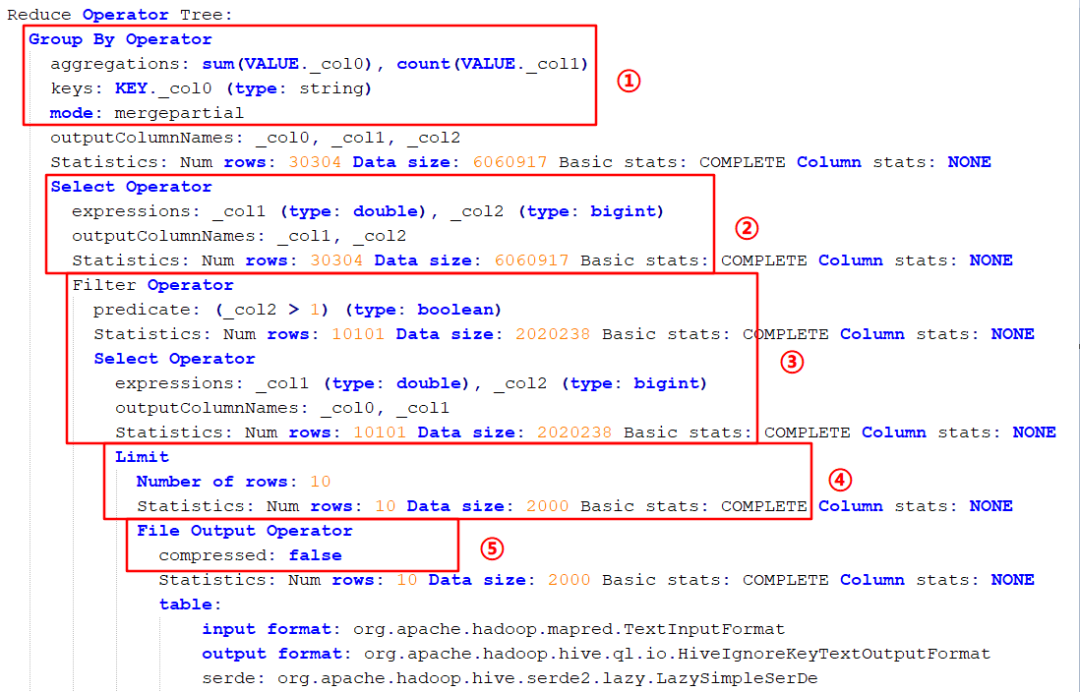 Reduce Operator Tree:
Group By Operator
aggregations: sum(VALUE._col0), count(VALUE._col1)
keys: KEY._col0 (type: string)
①
mode: mergepartial
outputColumnNames: _col0, _col1, _col2
Statistics: Num rows: 30304 Data size: 6060917 Basic stats: COMPLETE Column stats: NONE
Select Operator
expressions: _col1 (type: double), _col2 (type: bigint)
②
outputColumnNames: _col1, _col2
Statistics: Num rows: 30304 Data size: 6060917 Basic stats: COMPLETE Column stats: NONE
Filter Operator
predicate: (_col2 > 1) (type: boolean)
Statistics: Num rows: 10101 Data size: 2020238 Basic stats: COMPLETE Column stats: NONE
③
Select Operator
expressions: _col1 (type: double), _col2 (type: bigint)
outputColumnNames: _col0, _col1
Statistics: Num rows: 10101 Data size: 2020238 Basic stats: COMPLETE Column stats: NONE
Limit
Number of rows: 10
④
Statistics: Num rows: 10 Data size: 2000 Basic stats: COMPLETE Column stats: NONE
File Output Operator
⑤
compressed: false
Statistics: Num rows: 10 Data size: 2000 Basic stats: COMPLETE Column stats: NONE
table:
input format: org.apache.hadoop.mapred.TextInputFormat
output format: org.apache.hadoop.hive.ql.io.HiveIgnoreKeyTextOutputFormat
serde: org.apache.hadoop.hive.serde2.lazy.LazySimpleSerDe